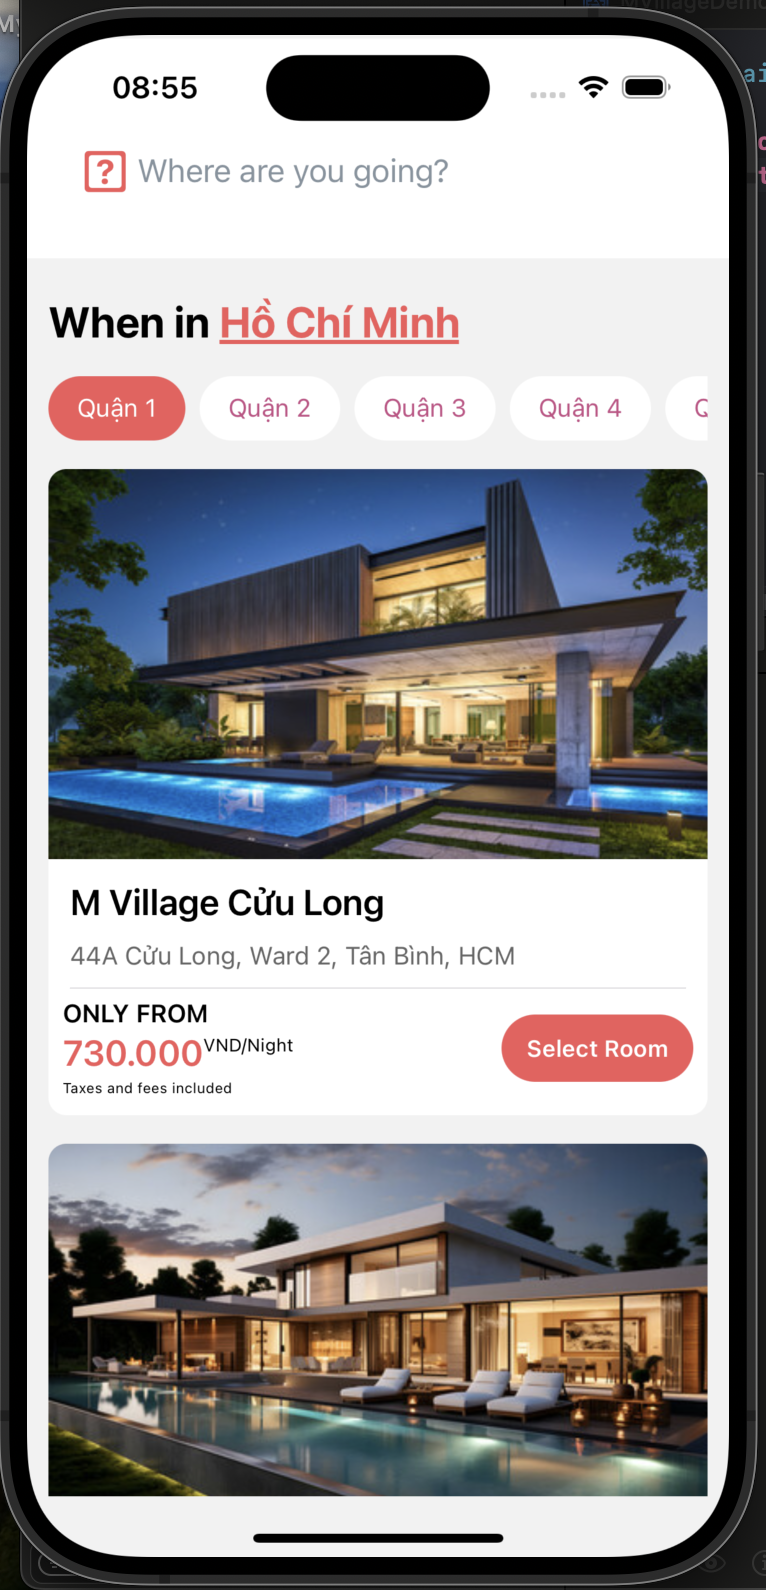 08:55
? Where are you going?
When in Hồ Chí Minh
Quận 1 Quận 2 Quận 3 Quận 4
M Village Cửu Long
44A Cửu Long, Ward 2, Tân Bình, HCM
ONLY FROM
730.000VND/Night
Select Room
Taxes and fees included